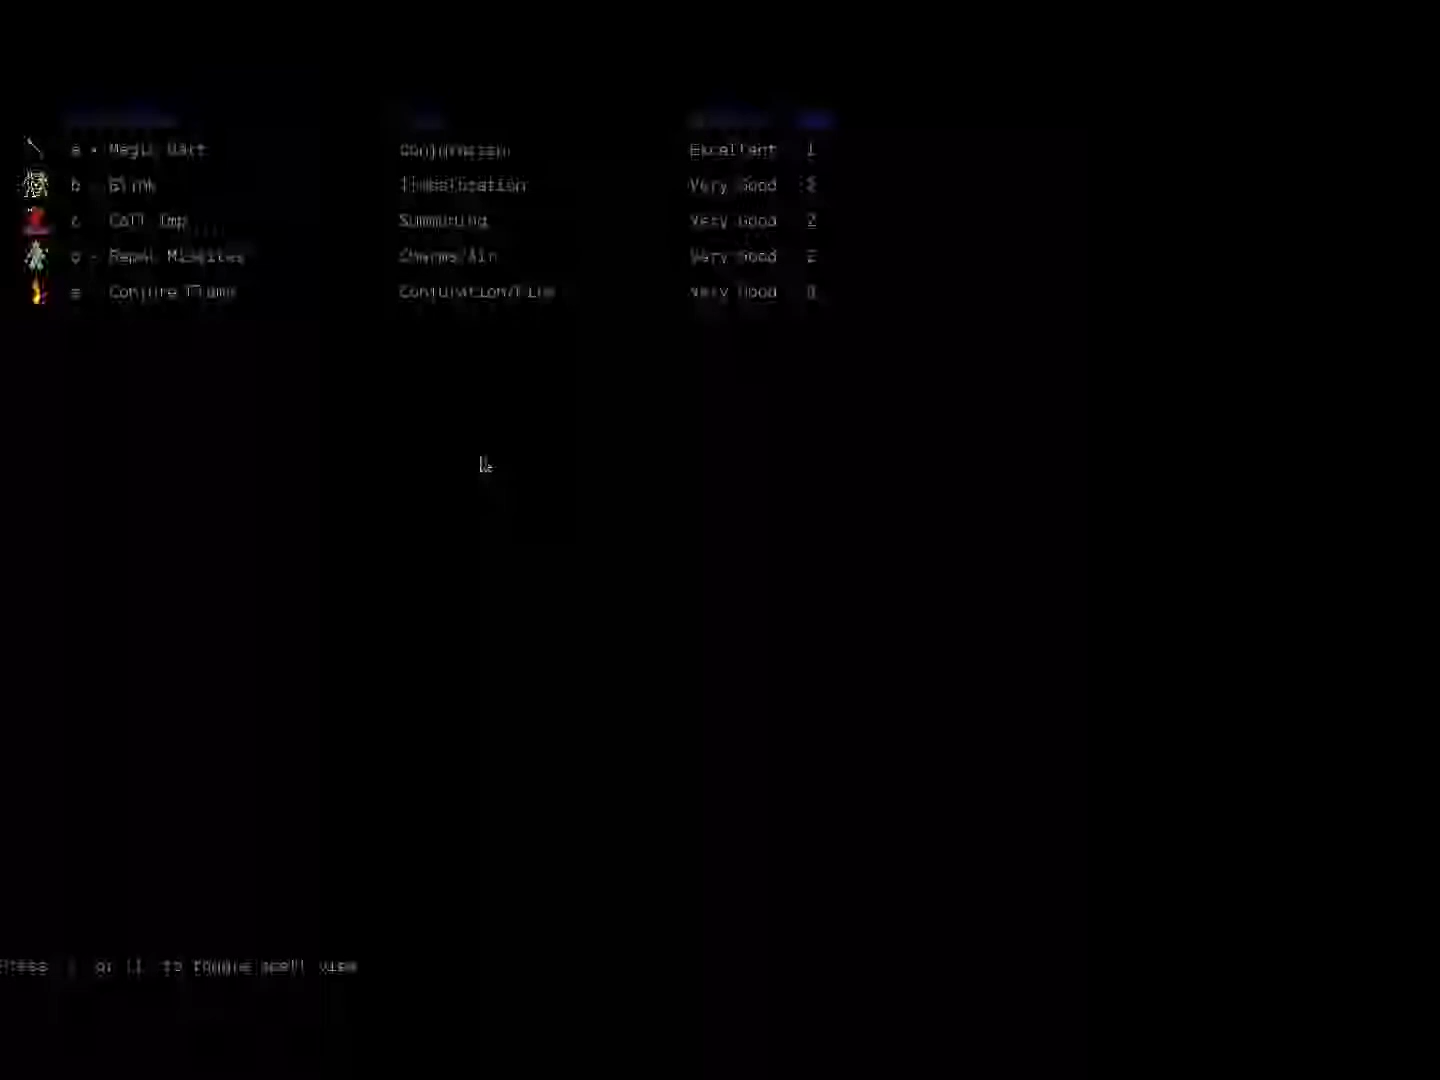 a - Magic Dart Conjuration Excellent 1
b - Blink Translocation Very Good 2
c - Call Imp Summoning Very Good 2
d - Repel Missiles Charms/Air Very Good 2
e - Conjure Flame Conjuration/Fire Very Good 3
Press or to toggle spell view